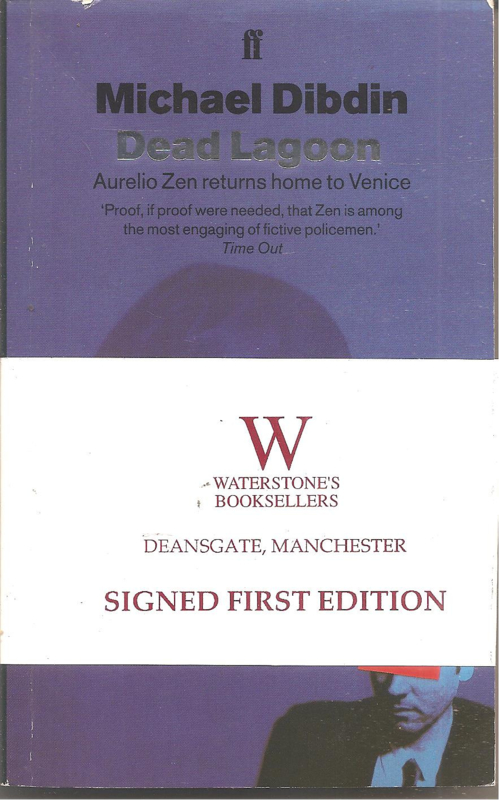 ff
Michael Dibdin
Dead Lagoon
Aurelio Zen returns home to Venice
‘Proof, if proof were needed, that Zen is among
the most engaging of fictive policemen.’
Time Out
W
WATERSTONE'S
BOOKSELLERS
DEANSGATE, MANCHESTER
SIGNED FIRST EDITION